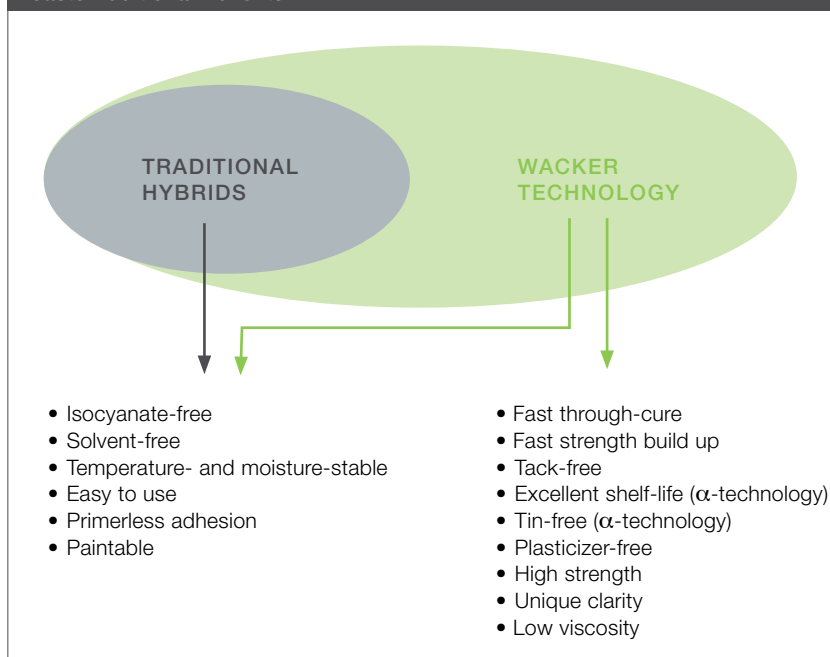 TRADITIONAL
HYBRIDS
WACKER
TECHNOLOGY
• Isocyanate-free
• Solvent-free
• Temperature- and moisture-stable
• Easy to use
• Primerless adhesion
• Paintable
• Fast through-cure
• Fast strength build up
• Tack-free
• Excellent shelf-life (α-technology)
• Tin-free (α-technology)
• Plasticizer-free
• High strength
• Unique clarity
• Low viscosity